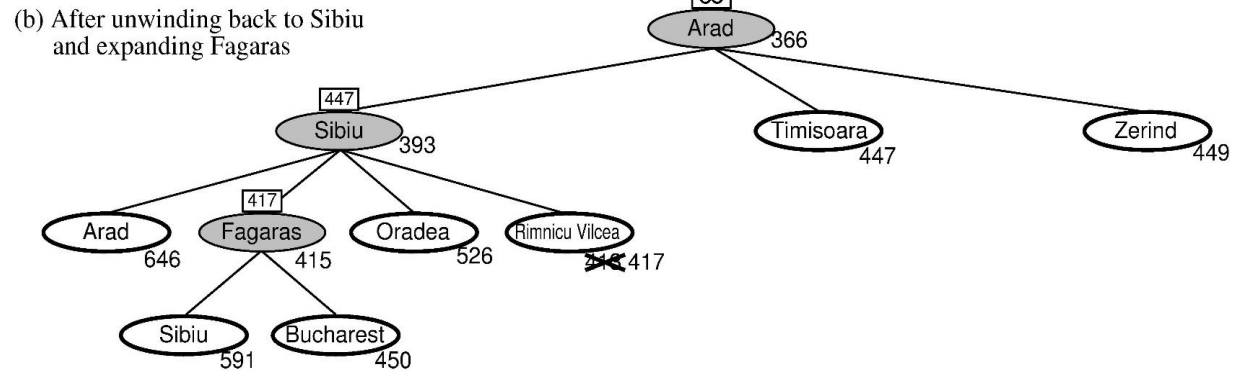 (b) After unwinding back to Sibiu
and expanding Fagaras
Arad
366
447
Sibiu
393
Timisoara
447
Zerind
449
417
Arad
646
Fagaras
415
Oradea
526
Rimnicu Vilcea
417
Sibiu
591
Bucharest
450